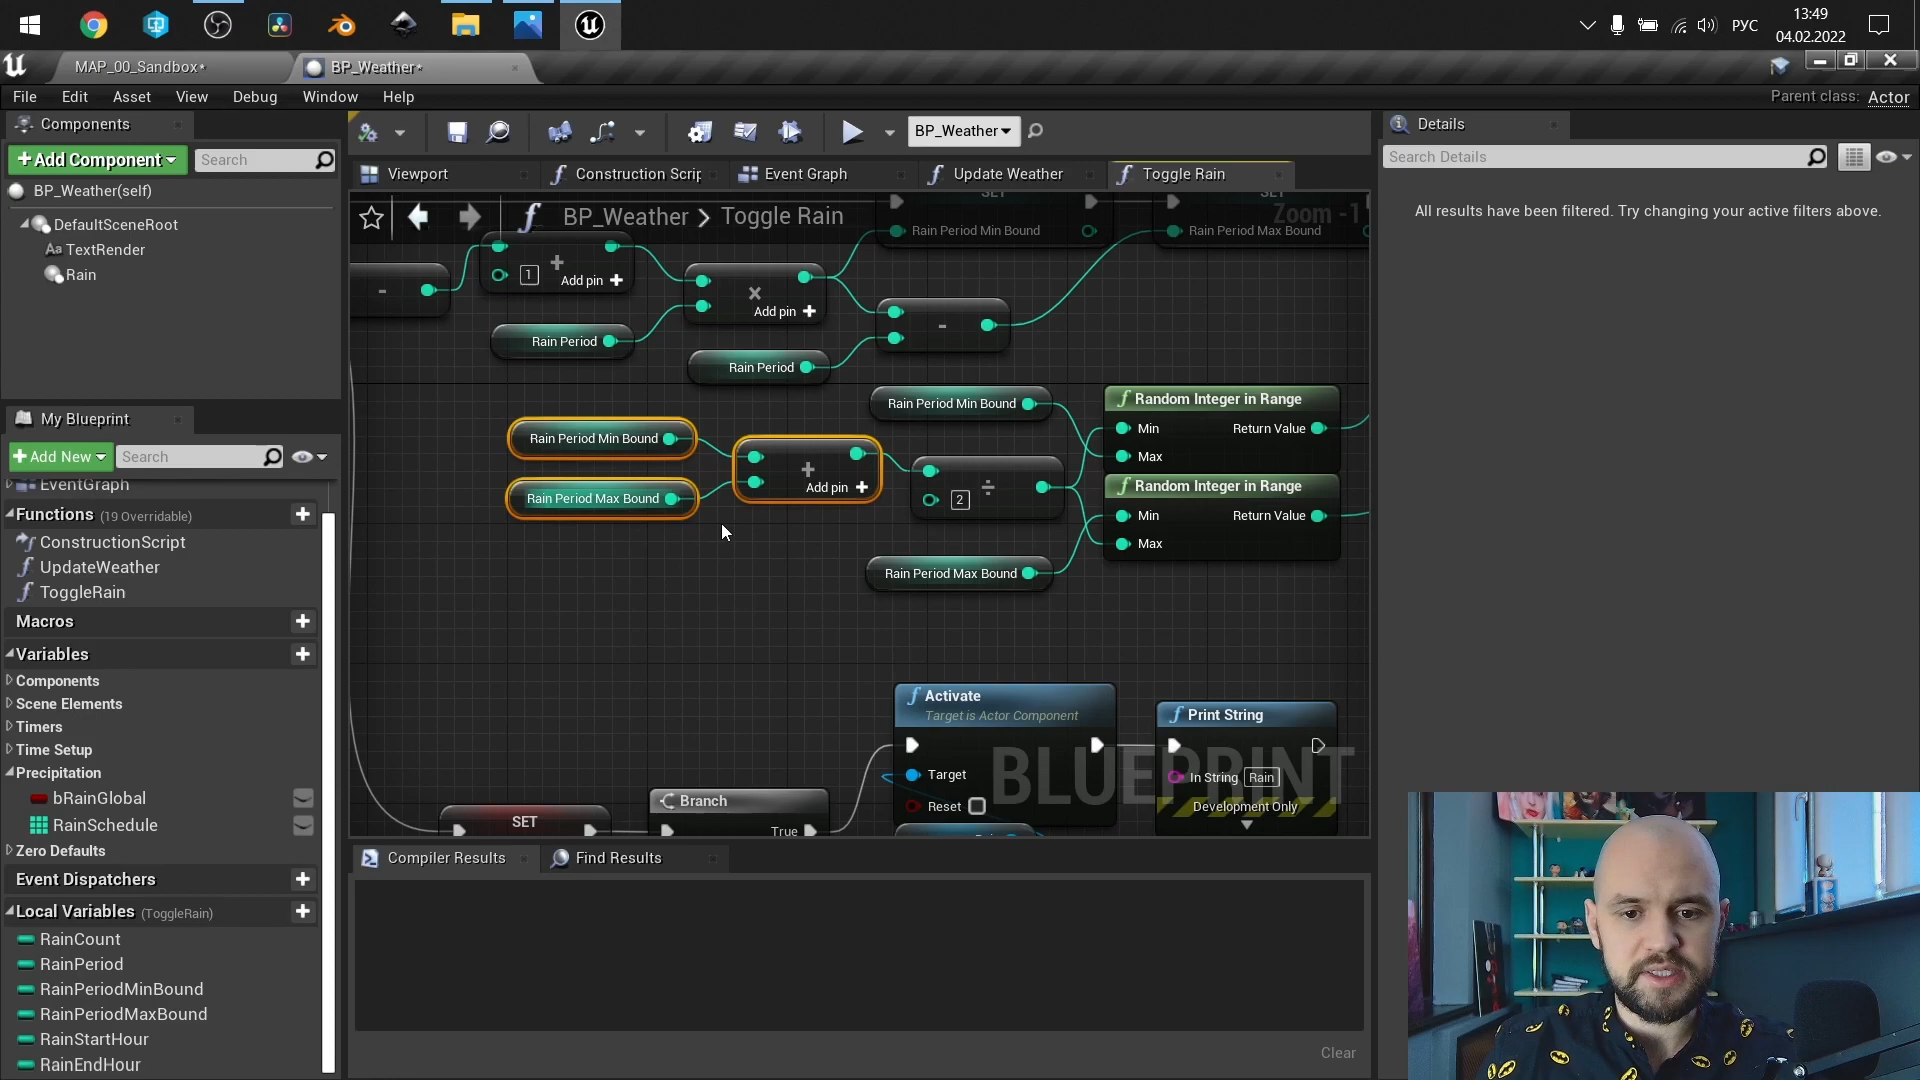 13:49
РУС
04.02.2022
MAP_00_Sandbox*
BP_Weather*
File Edit Asset View Debug Window Help
Parent class: Actor
Components
Details
+Add Component
Search
BP_Weather
Search Details
BP_Weather(self)
Viewport
Construction Scrip
Event Graph
Update Weather
Toggle Rain
All results have been filtered. Try changing your active filters above.
DefaultSceneRoot
TextRender
Rain
BP_Weather > Toggle Rain
Zoom -1
SET
Rain Period Min Bound
Rain Period Max Bound
-
1
+
Add pin +
×
Add pin +
Rain Period
-
Rain Period
Rain Period Min Bound
Random Integer in Range
Min
Return Value
Max
Rain Period Min Bound
+
Add pin +
Rain Period Max Bound
2
÷
Random Integer in Range
Min
Return Value
Max
Rain Period Max Bound
Activate
Target is Actor Component
Target
Reset
Print String
In String
Rain
Development Only
BLUEPRINT
SET
Branch
True
My Blueprint
+Add New
Search
EventGraph
Functions (19 Overridable)
ConstructionScript
UpdateWeather
ToggleRain
Macros
Variables
Components
Scene Elements
Timers
Time Setup
Precipitation
bRainGlobal
RainSchedule
Zero Defaults
Event Dispatchers
Local Variables (ToggleRain)
RainCount
RainPeriod
RainPeriodMinBound
RainPeriodMaxBound
RainStartHour
RainEndHour
Compiler Results
Find Results
Clear